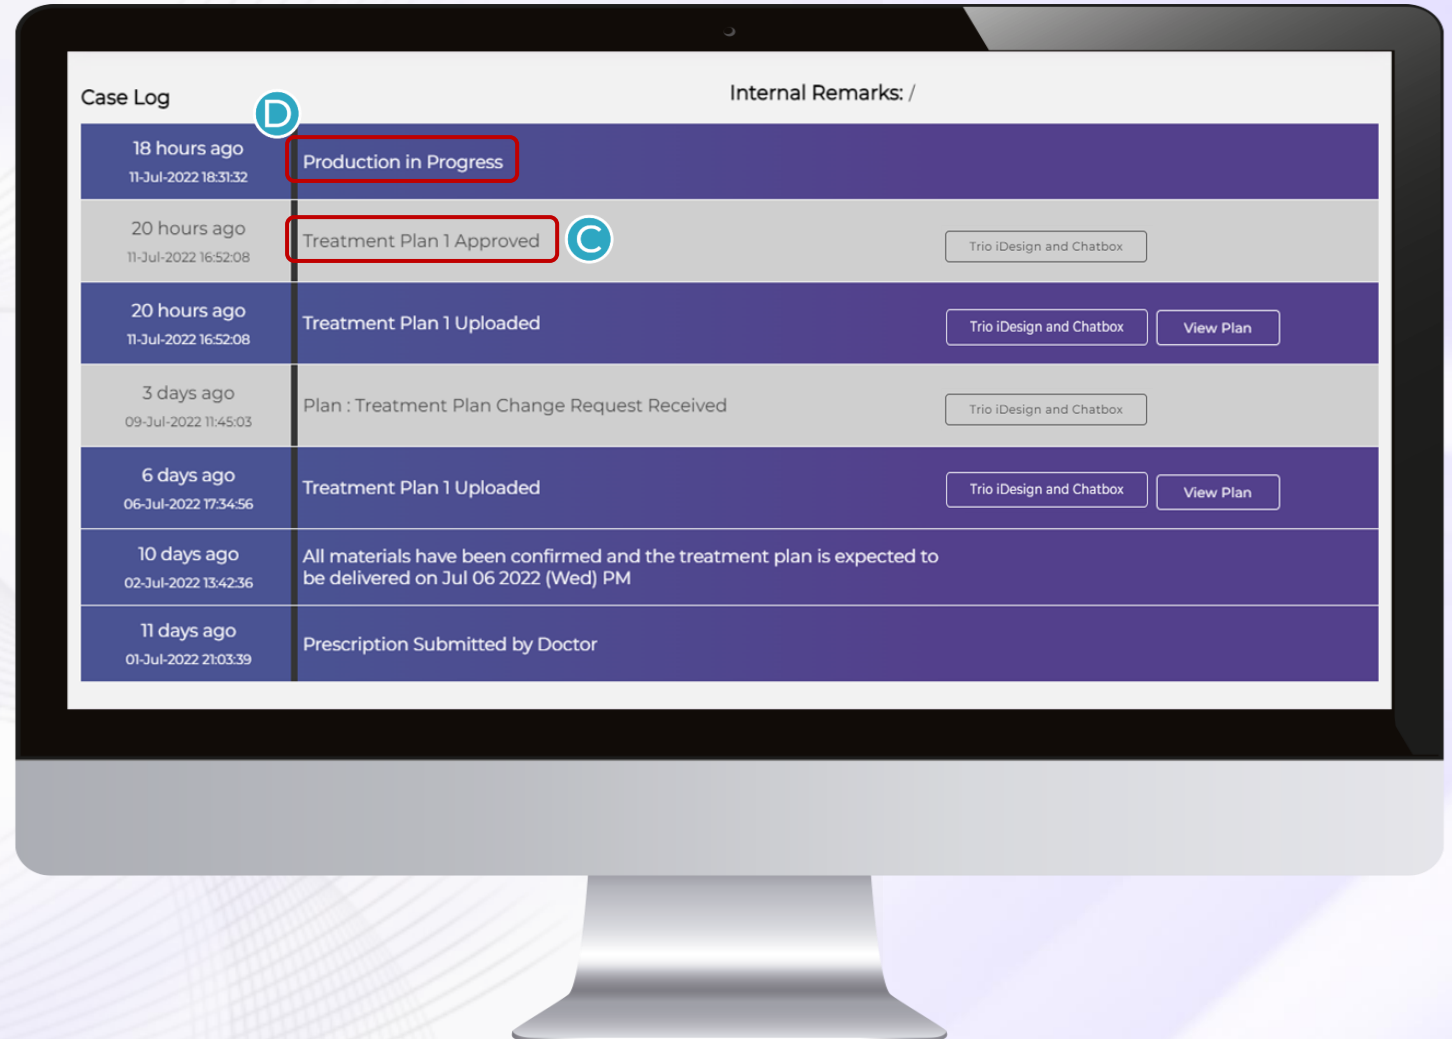 Case Log
Internal Remarks: /
D
18 hours ago
11-Jul-2022 18:31:32
Production in Progress
20 hours ago
11-Jul-2022 16:52:08
Treatment Plan 1 Approved
C
Trio iDesign and Chatbox
20 hours ago
11-Jul-2022 16:52:08
Treatment Plan 1 Uploaded
Trio iDesign and Chatbox
View Plan
3 days ago
09-Jul-2022 11:45:03
Plan : Treatment Plan Change Request Received
Trio iDesign and Chatbox
6 days ago
06-Jul-2022 17:34:56
Treatment Plan 1 Uploaded
Trio iDesign and Chatbox
View Plan
10 days ago
02-Jul-2022 13:42:36
All materials have been confirmed and the treatment plan is expected to
be delivered on Jul 06 2022 (Wed) PM
11 days ago
01-Jul-2022 21:03:39
Prescription Submitted by Doctor